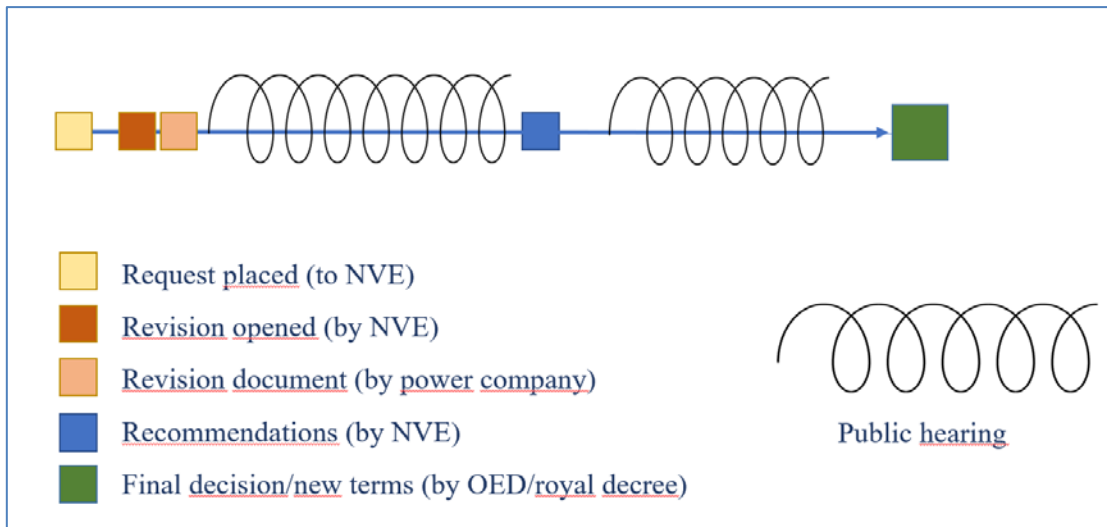 Request placed (to NVE)
Revision opened (by NVE)
Revision document (by power company)
Recommendations (by NVE)
Final decision/new terms (by OED/royal decree)
Public hearing